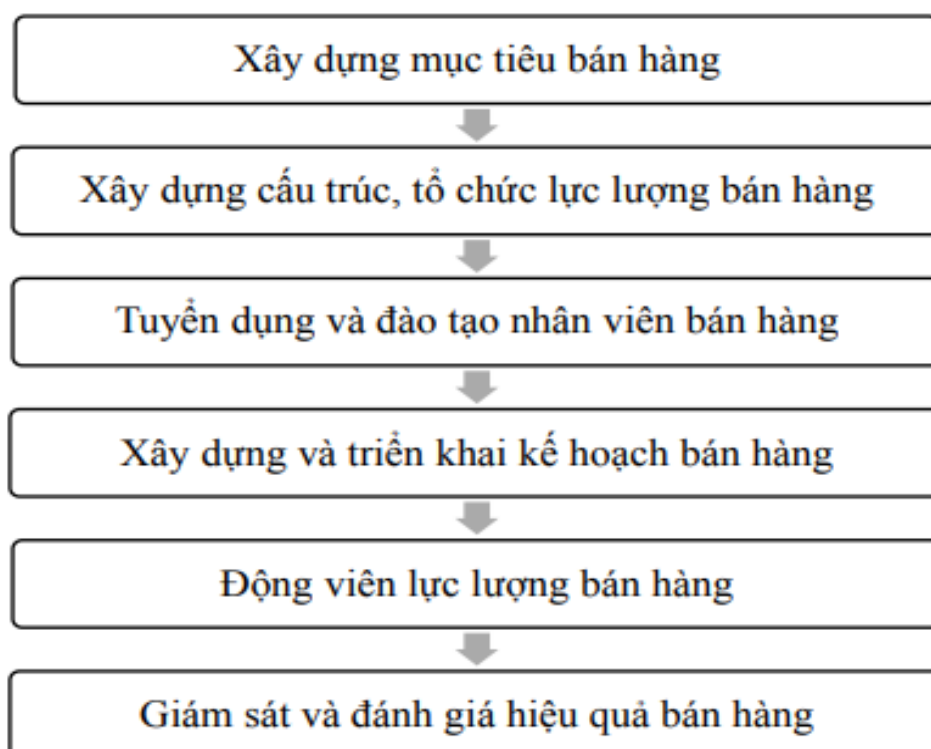 Xây dựng mục tiêu bán hàng
Xây dựng cấu trúc, tổ chức lực lượng bán hàng
Tuyển dụng và đào tạo nhân viên bán hàng
Xây dựng và triển khai kế hoạch bán hàng
Động viên lực lượng bán hàng
Giám sát và đánh giá hiệu quả bán hàng